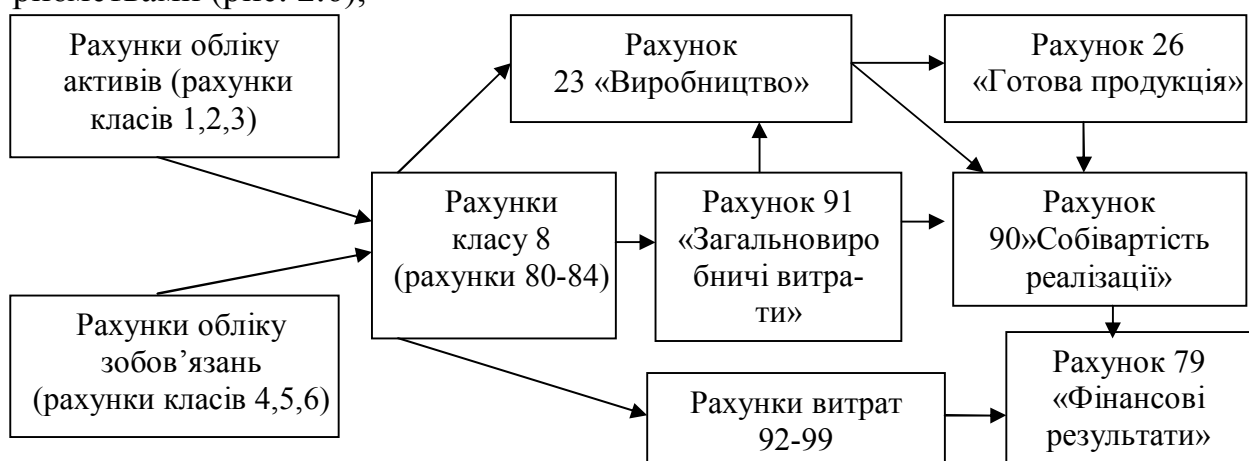 (рис. 2.6);
Рахунки обліку
активів (рахунки
класів 1,2,3)
Рахунок
23 «Виробництво»
Рахунок 26
«Готова продукція»
Рахунки
класу 8
(рахунки 80-84)
Рахунок 91
«Загальновиро
бничі витра-
ти»
Рахунок
90»Собівартість
реалізації»
Рахунки обліку
зобов’язань
(рахунки класів 4,5,6)
Рахунки витрат
92-99
Рахунок 79
«Фінансові
результати»